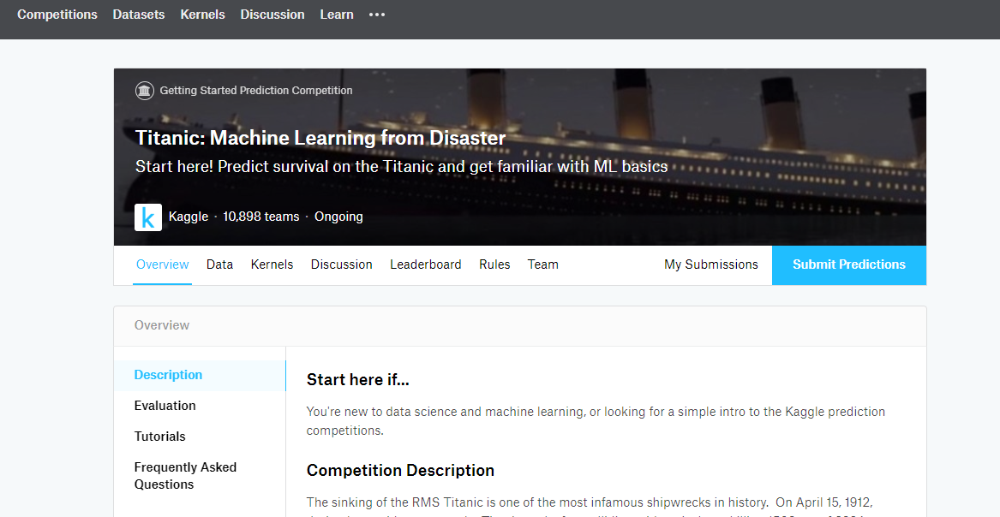 Competitions Datasets Kernels Discussion Learn •••
Getting Started Prediction Competition
Titanic: Machine Learning from Disaster
Start here! Predict survival on the Titanic and get familiar with ML basics
k Kaggle · 10,898 teams · Ongoing
Overview Data Kernels Discussion Leaderboard Rules Team My Submissions Submit Predictions
Overview
Description
Evaluation
Tutorials
Frequently Asked
Questions
Start here if...
You're new to data science and machine learning, or looking for a simple intro to the Kaggle prediction
competitions.
Competition Description
The sinking of the RMS Titanic is one of the most infamous shipwrecks in history. On April 15, 1912,